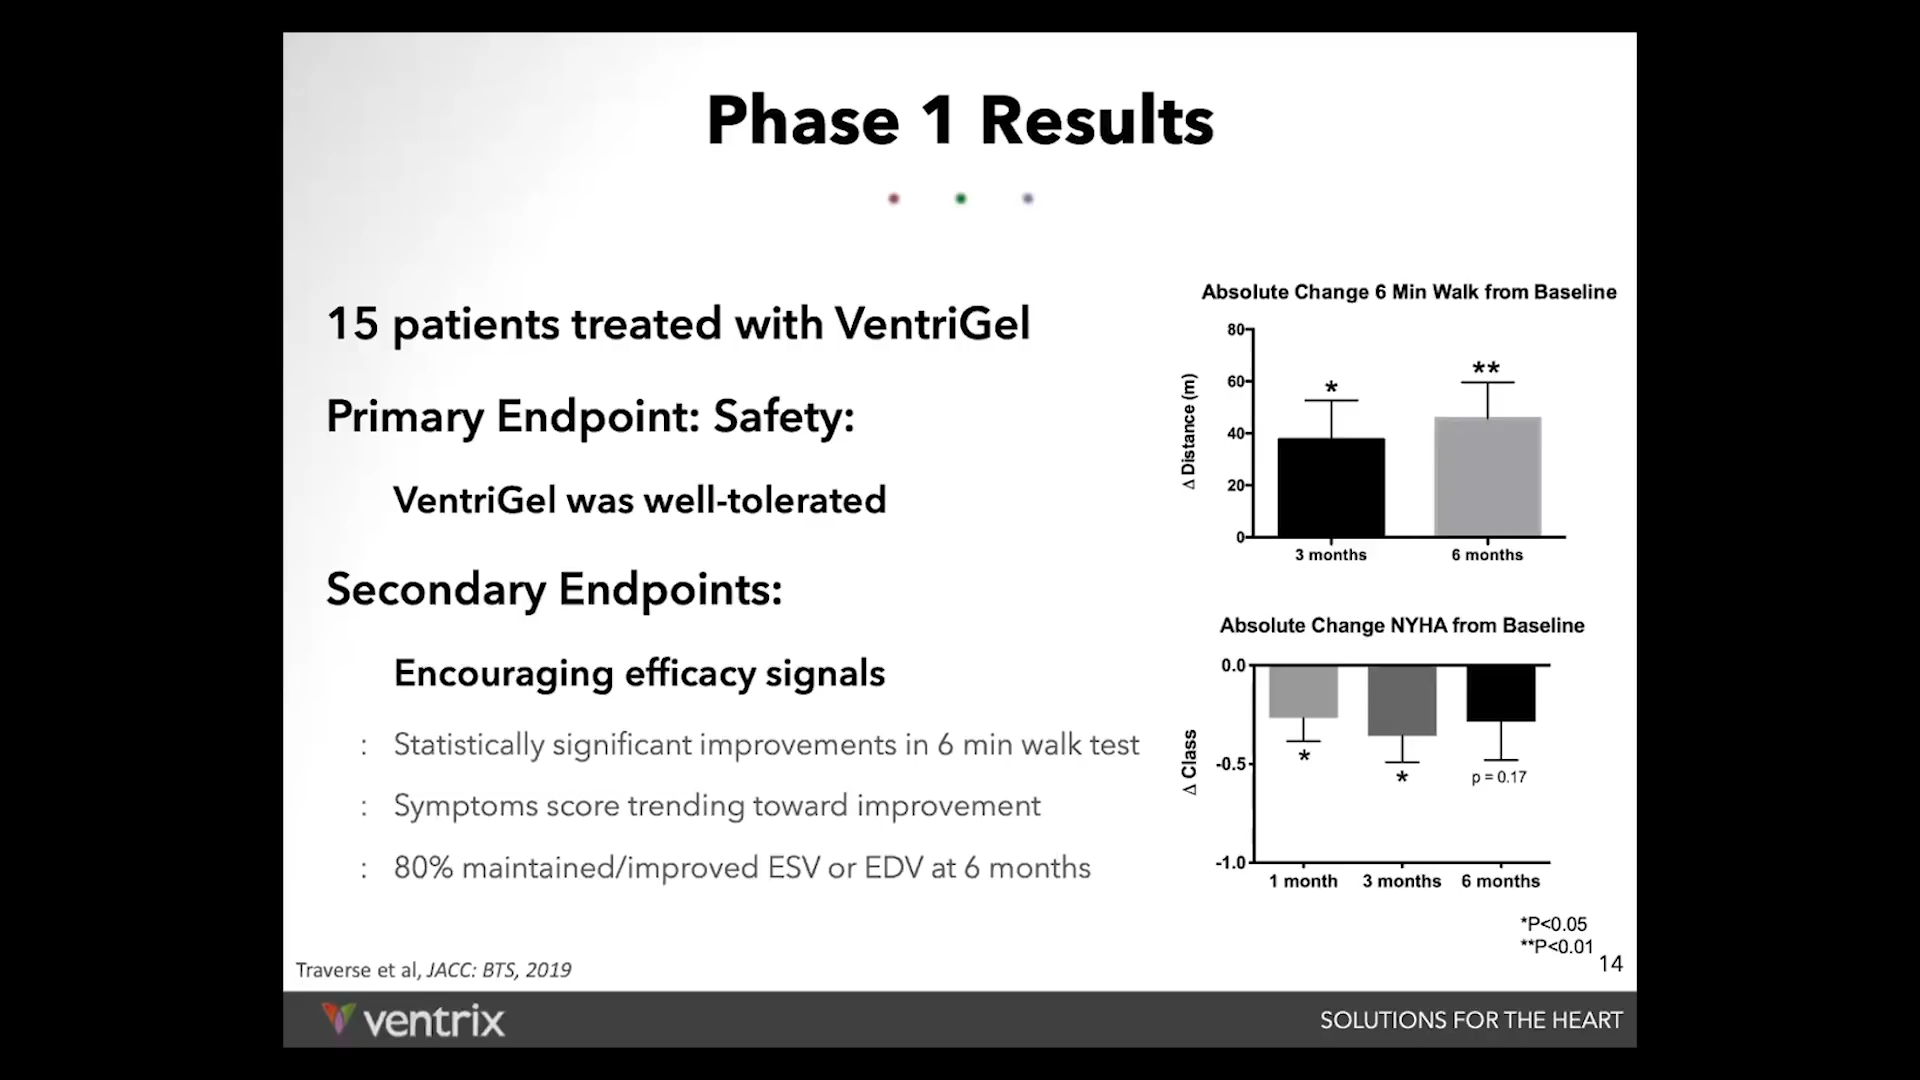 Phase 1 Results
15 patients treated with VentriGel
Primary Endpoint: Safety:
VentriGel was well-tolerated
Secondary Endpoints:
Encouraging efficacy signals
: Statistically significant improvements in 6 min walk test
: Symptoms score trending toward improvement
: 80% maintained/improved ESV or EDV at 6 months
Absolute Change 6 Min Walk from Baseline
Δ Distance (m)
80
60
40
20
0
*
**
3 months
6 months
Absolute Change NYHA from Baseline
Δ Class
0.0
-0.5
-1.0
*
*
p = 0.17
1 month
3 months
6 months
*P<0.05
**P<0.01
14
Traverse et al, JACC: BTS, 2019
ventrix
SOLUTIONS FOR THE HEART